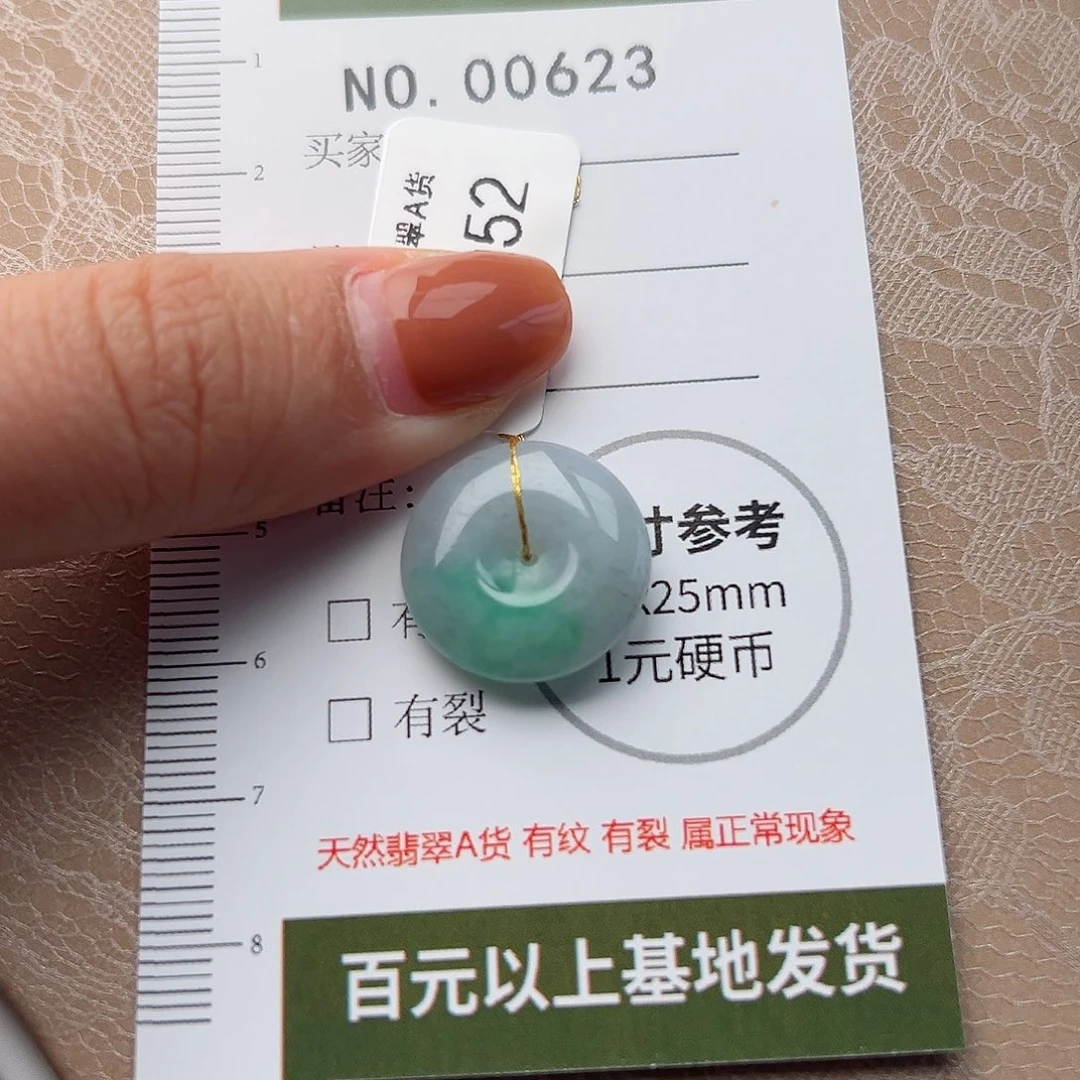 1
NO. 00623
买家
2
翠A货
52
备注:
5
寸参考
25mm
1元硬币
6
有裂
7
天然翡翠A货 有纹 有裂 属正常现象
8
百元以上基地发货